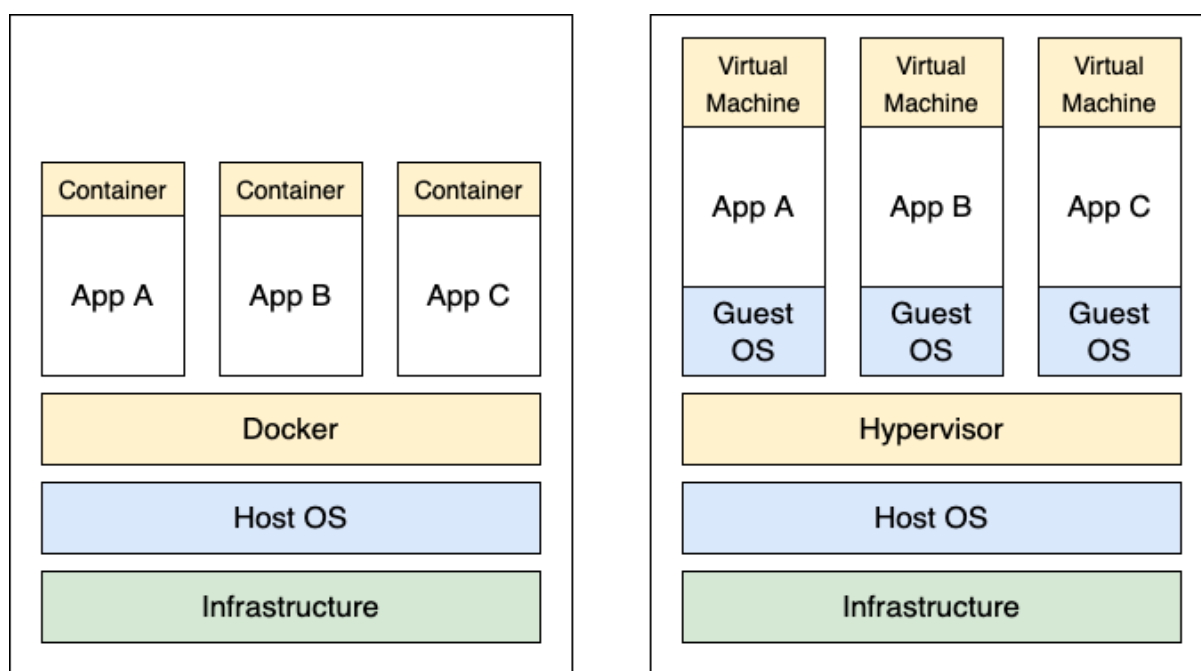 Container
Container
Container
App A
App B
App C
Docker
Host OS
Infrastructure
Virtual
Machine
Virtual
Machine
Virtual
Machine
App A
App B
App C
Guest
OS
Guest
OS
Guest
OS
Hypervisor
Host OS
Infrastructure